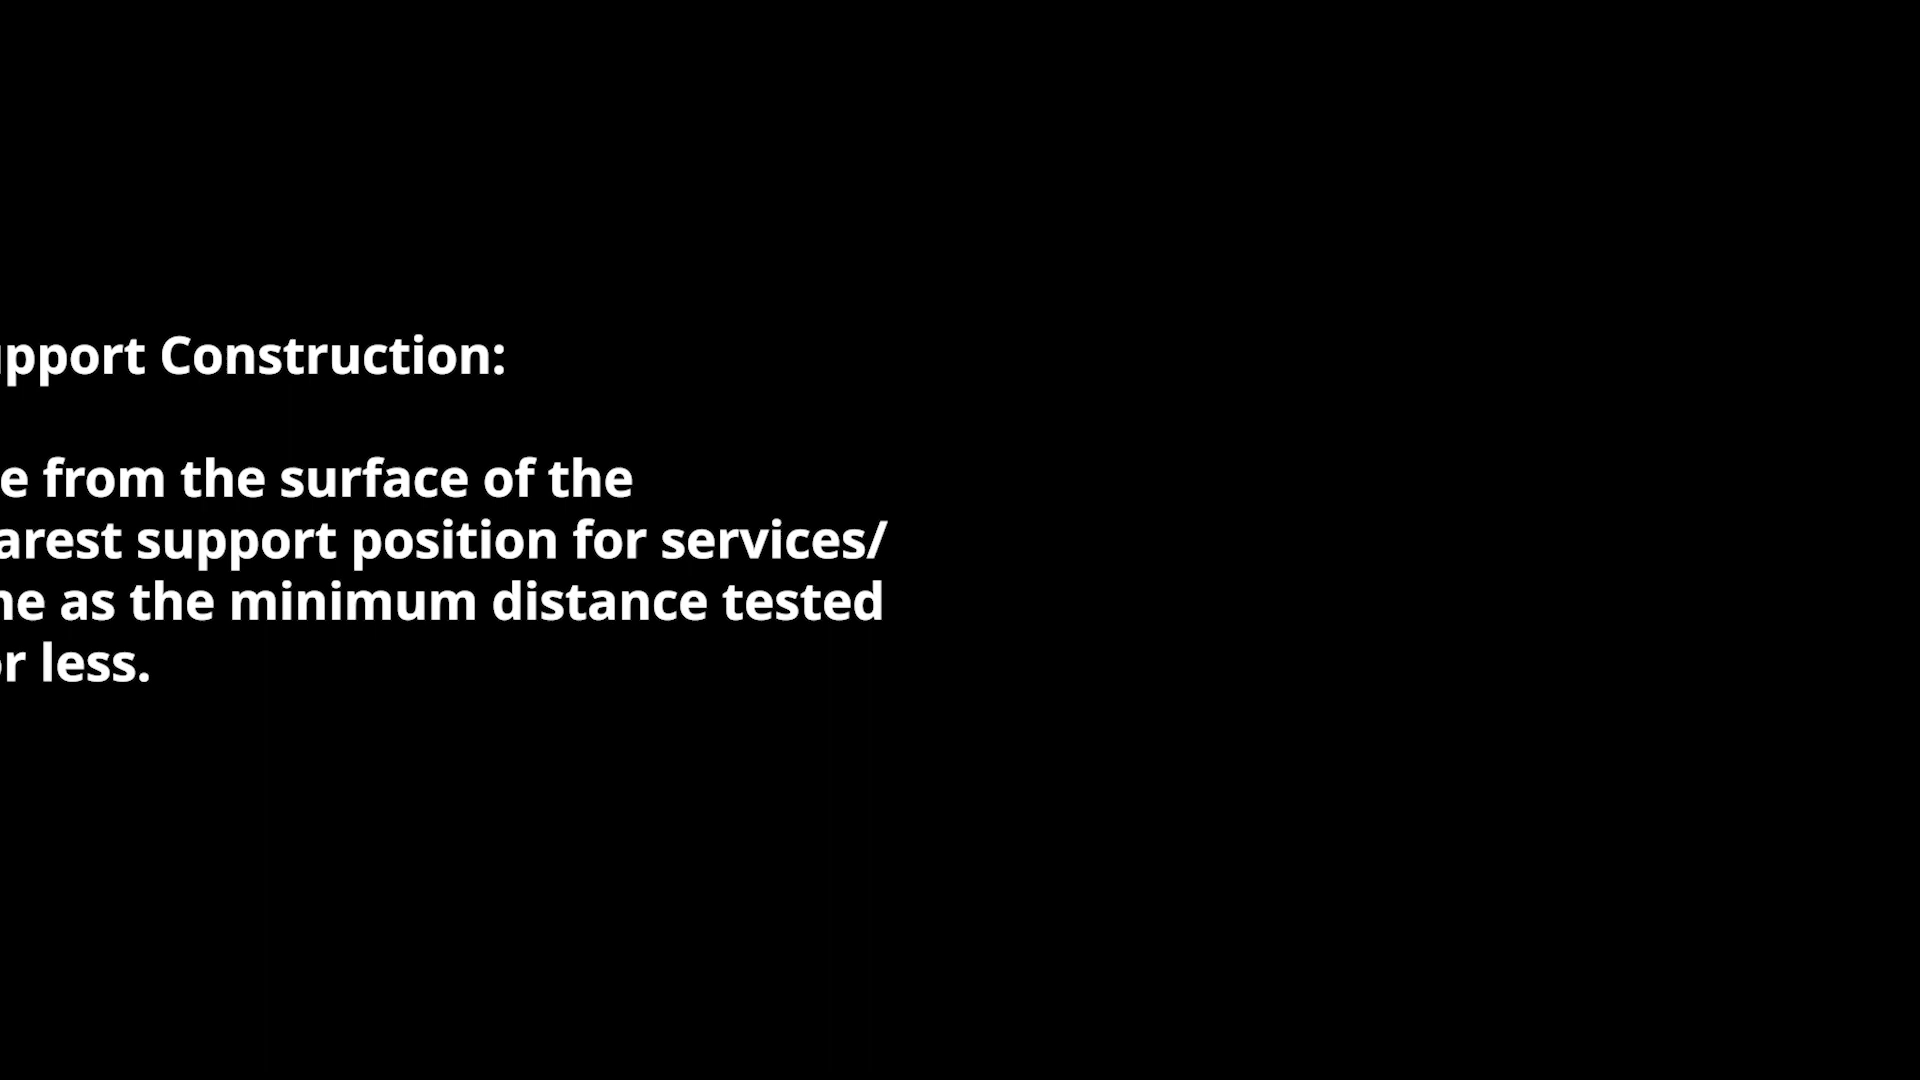 pport Construction:
e from the surface of the
arest support position for services/
ne as the minimum distance tested
or less.